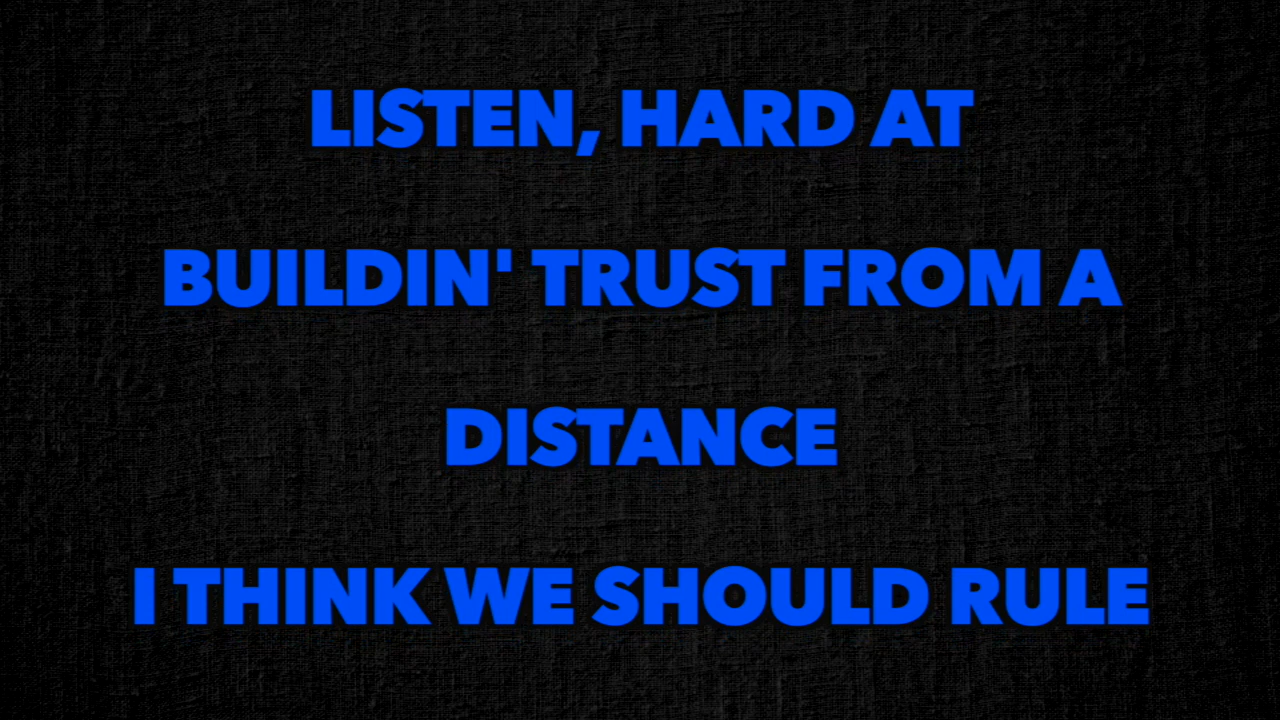 LISTEN, HARD AT
BUILDIN' TRUST FROM A
DISTANCE
I THINK WE SHOULD RULE